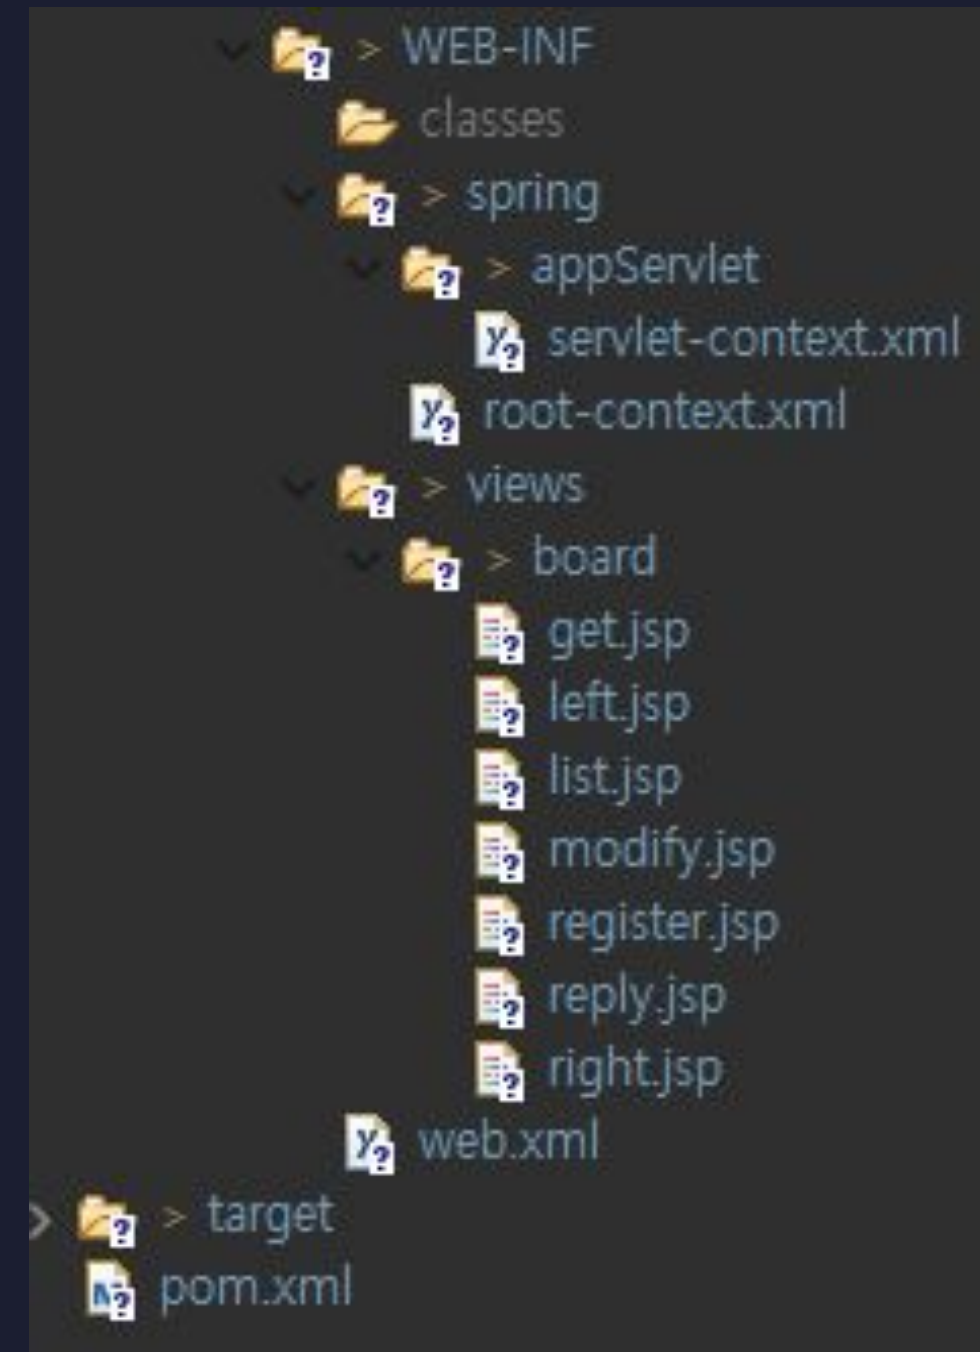 > WEB-INF
classes
> spring
> appServlet
servlet-context.xml
root-context.xml
> views
> board
get.jsp
left.jsp
list.jsp
modify.jsp
register.jsp
reply.jsp
right.jsp
web.xml
> target
pom.xml